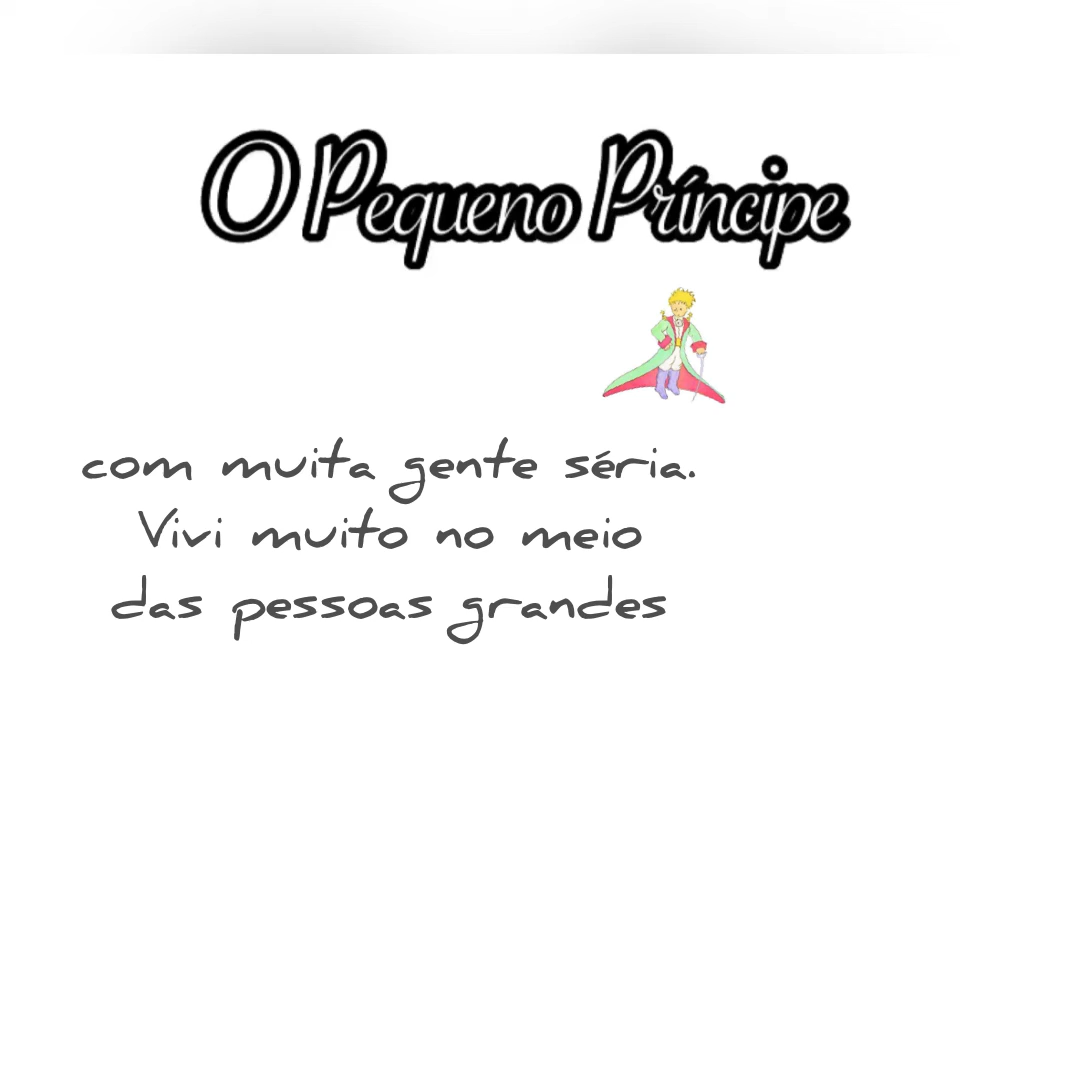 O Pequeno Príncipe
com muita gente séria.
Vivi muito no meio
das pessoas grandes